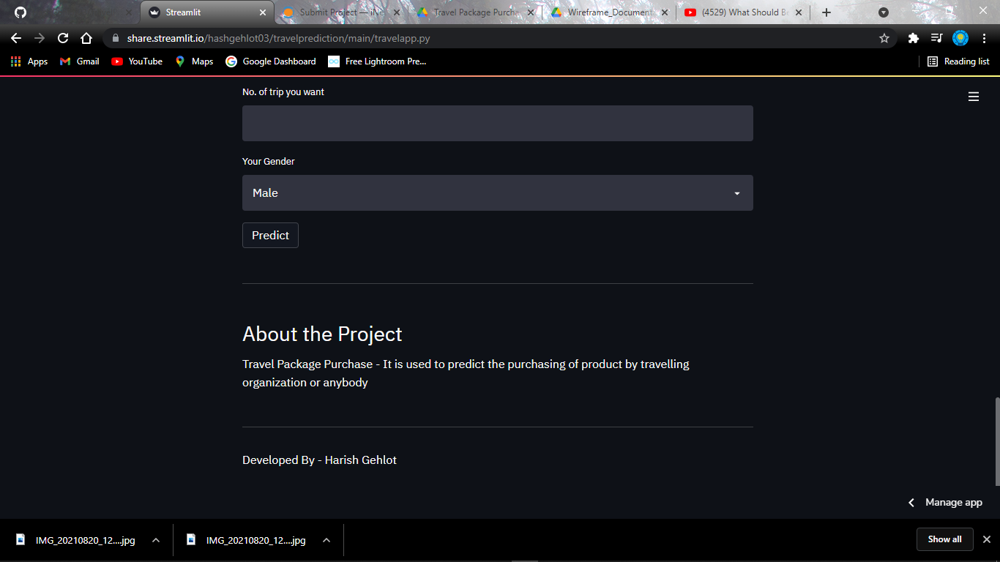 Streamlit
Submit Project — iNe
Travel Package Purcha
Wireframe_Document
(4529) What Should B
share.streamlit.io/hashgehlot03/travelprediction/main/travelapp.py
Apps
Gmail
YouTube
Maps
Google Dashboard
Free Lightroom Pre...
Reading list
No. of trip you want
Your Gender
Male
Predict
About the Project
Travel Package Purchase - It is used to predict the purchasing of product by travelling
organization or anybody
Developed By - Harish Gehlot
Manage app
IMG_20210820_12....jpg
IMG_20210820_12....jpg
Show all